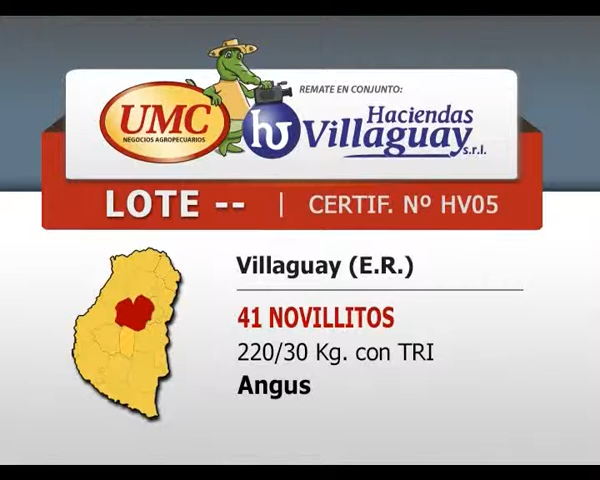 UMC
NEGOCIOS AGROPECUARIOS
REMATE EN CONJUNTO:
hv
Haciendas
Villaguay
s.r.l.
LOTE -- | CERTIF. Nº HV05
Villaguay (E.R.)
41 NOVILLITOS
220/30 Kg. con TRI
Angus